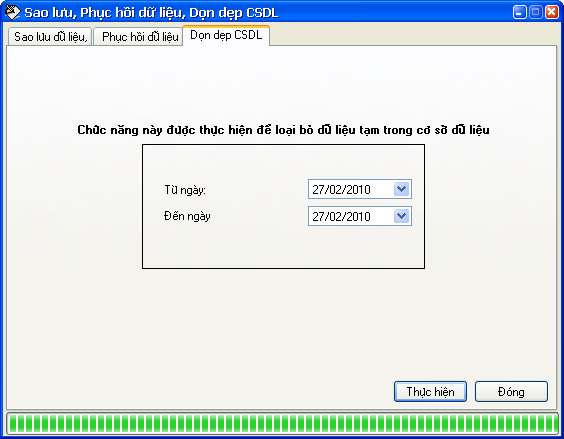 Sao lưu, Phục hồi dữ liệu, Dọn dẹp CSDL
Sao lưu dữ liệu, Phục hồi dữ liệu Dọn dẹp CSDL
Chức năng này được thực hiện để loại bỏ dữ liệu tạm trong cơ sở dữ liệu
Từ ngày: 27/02/2010
Đến ngày 27/02/2010
Thực hiện Đóng